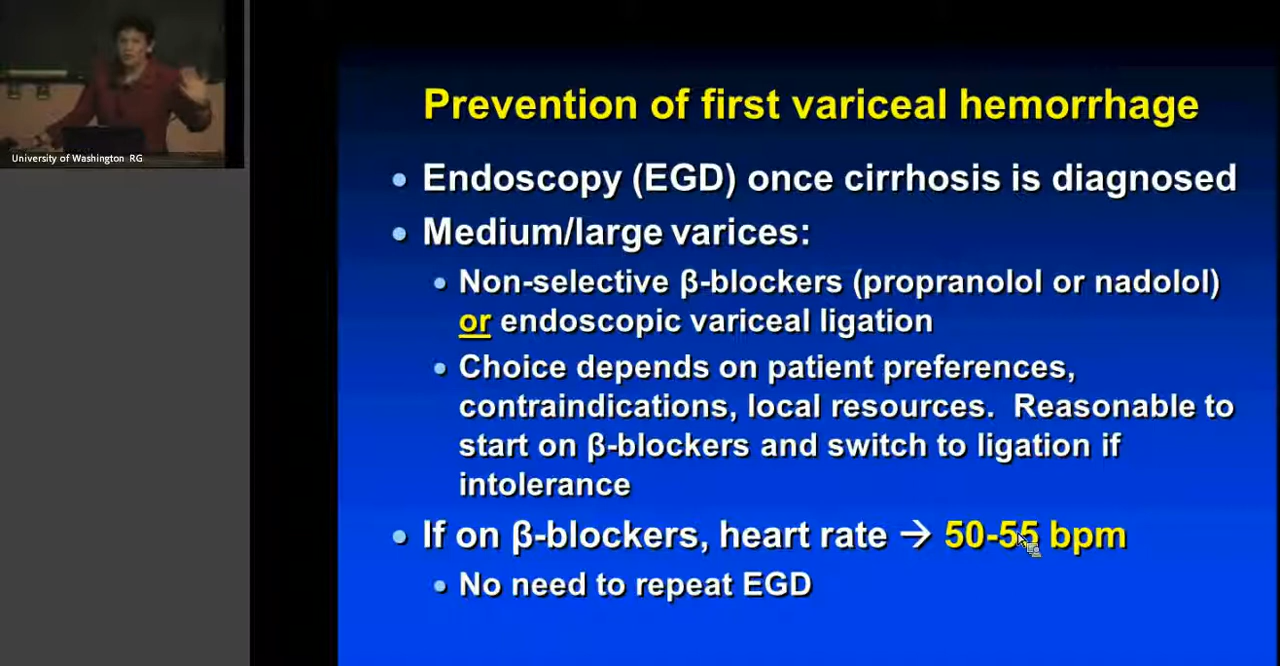 University of Washington RG
Prevention of first variceal hemorrhage
• Endoscopy (EGD) once cirrhosis is diagnosed
• Medium/large varices:
• Non-selective β-blockers (propranolol or nadolol)
or endoscopic variceal ligation
• Choice depends on patient preferences,
contraindications, local resources. Reasonable to
start on β-blockers and switch to ligation if
intolerance
• If on β-blockers, heart rate → 50-55 bpm
• No need to repeat EGD